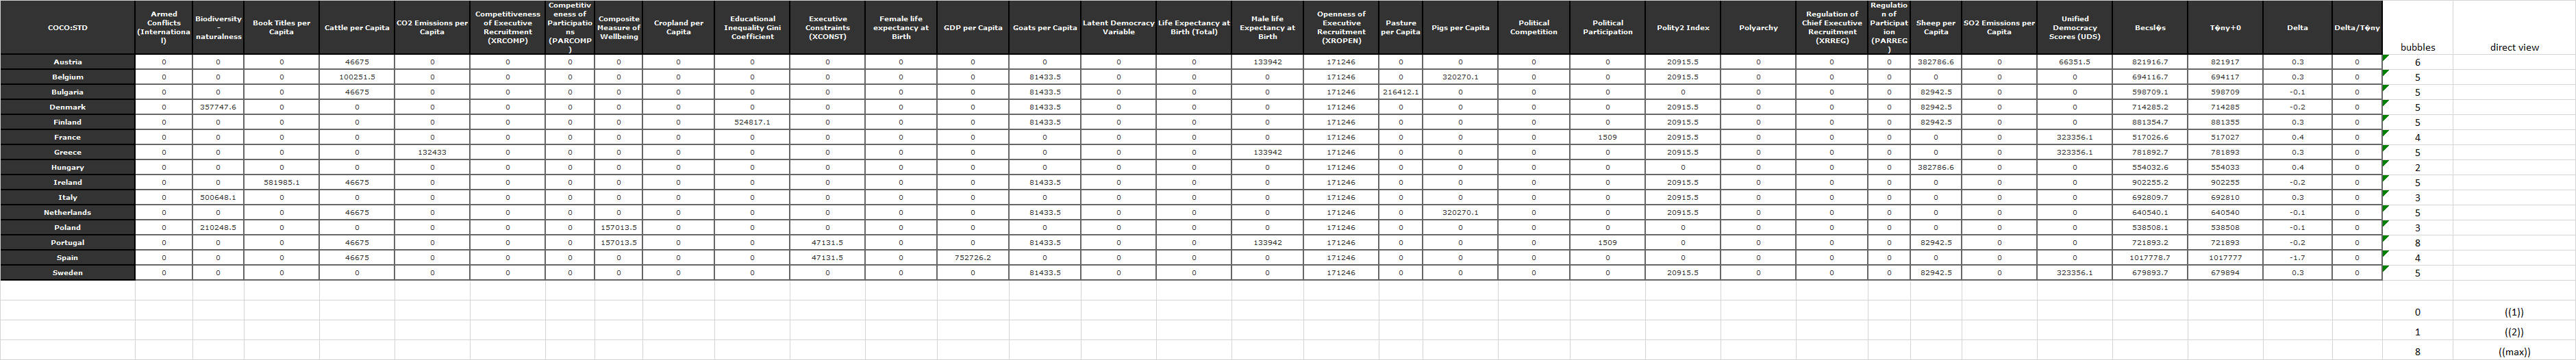 COCO:STD Armed Conflicts (International) Biodiversity - naturalness Book Titles per Capita Cattle per Capita CO2 Emissions per Capita Competitiveness of Executive Recruitment (XRCOMP) Competitiveness of Participations (PARCOMP) Composite Measure of Wellbeing Cropland per Capita Educational Inequality Gini Coefficient Executive Constraints (XCONST) Female life expectancy at Birth GDP per Capita Goats per Capita Latent Democracy Variable Life Expectancy at Birth (Total) Male life Expectancy at Birth Openness of Executive Recruitment (XROPEN) Pasture per Capita Pigs per Capita Political Competition Political Participation Polity2 Index Polyarchy Regulation of Chief Executive Recruitment (XRREG) Regulation of Participation (PARREG) Sheep per Capita SO2 Emissions per Capita Unified Democracy Scores (UDS) Becsl�s T�ny+0 Delta Delta/T�ny bubbles direct view
Austria 0 0 0 46675 0 0 0 0 0 0 0 0 0 0 0 0 133942 171246 0 0 0 0 20915.5 0 0 0 382786.6 0 66351.5 821916.7 821917 0.3 0 6
Belgium 0 0 0 100251.5 0 0 0 0 0 0 0 0 0 81433.5 0 0 0 171246 0 320270.1 0 0 20915.5 0 0 0 0 0 0 694116.7 694117 0.3 0 5
Bulgaria 0 0 0 46675 0 0 0 0 0 0 0 0 0 81433.5 0 0 0 171246 216412.1 0 0 0 0 0 0 0 82942.5 0 0 598709.1 598709 -0.1 0 5
Denmark 0 357747.6 0 0 0 0 0 0 0 0 0 0 0 81433.5 0 0 0 171246 0 0 0 0 20915.5 0 0 0 82942.5 0 0 714285.2 714285 -0.2 0 5
Finland 0 0 0 0 0 0 0 0 0 524817.1 0 0 0 81433.5 0 0 0 171246 0 0 0 0 20915.5 0 0 0 82942.5 0 0 881354.7 881355 0.3 0 5
France 0 0 0 0 0 0 0 0 0 0 0 0 0 0 0 0 0 171246 0 0 0 1509 20915.5 0 0 0 0 0 323356.1 517026.6 517027 0.4 0 4
Greece 0 0 0 0 132433 0 0 0 0 0 0 0 0 0 0 0 133942 171246 0 0 0 0 20915.5 0 0 0 0 0 323356.1 781892.7 781893 0.3 0 5
Hungary 0 0 0 0 0 0 0 0 0 0 0 0 0 0 0 0 0 171246 0 0 0 0 0 0 0 0 382786.6 0 0 554032.6 554033 0.4 0 2
Ireland 0 0 581985.1 46675 0 0 0 0 0 0 0 0 0 81433.5 0 0 0 171246 0 0 0 0 20915.5 0 0 0 0 0 0 902255.2 902255 -0.2 0 5
Italy 0 500648.1 0 0 0 0 0 0 0 0 0 0 0 0 0 0 0 171246 0 0 0 0 20915.5 0 0 0 0 0 0 692809.7 692810 0.3 0 3
Netherlands 0 0 0 46675 0 0 0 0 0 0 0 0 0 81433.5 0 0 0 171246 0 320270.1 0 0 20915.5 0 0 0 0 0 0 640540.1 640540 -0.1 0 5
Poland 0 210248.5 0 0 0 0 0 157013.5 0 0 0 0 0 0 0 0 0 171246 0 0 0 0 0 0 0 0 0 0 0 538508.1 538508 -0.1 0 3
Portugal 0 0 0 46675 0 0 0 157013.5 0 0 47131.5 0 0 81433.5 0 0 133942 171246 0 0 0 1509 0 0 0 0 82942.5 0 0 721893.2 721893 -0.2 0 8
Spain 0 0 0 46675 0 0 0 0 0 0 47131.5 0 752726.2 0 0 0 0 171246 0 0 0 0 0 0 0 0 0 0 0 1017778.7 1017777 -1.7 0 4
Sweden 0 0 0 0 0 0 0 0 0 0 0 0 0 81433.5 0 0 0 171246 0 0 0 0 20915.5 0 0 0 82942.5 0 323356.1 679893.7 679894 0.3 0 5
0 ((1))
1 ((2))
8 ((max))